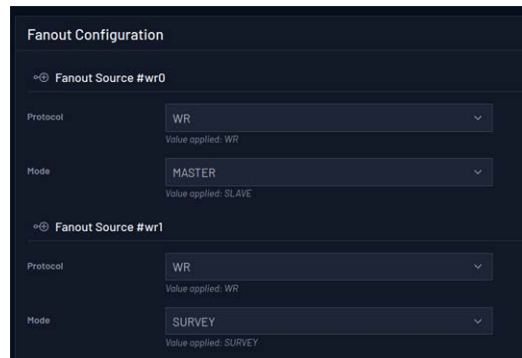 Fanout Configuration
Fanout Source #wr0
Protocol
WR
Value applied: WR
Mode
MASTER
Value applied: SLAVE
Fanout Source #wr1
Protocol
WR
Value applied: WR
Mode
SURVEY
Value applied: SURVEY